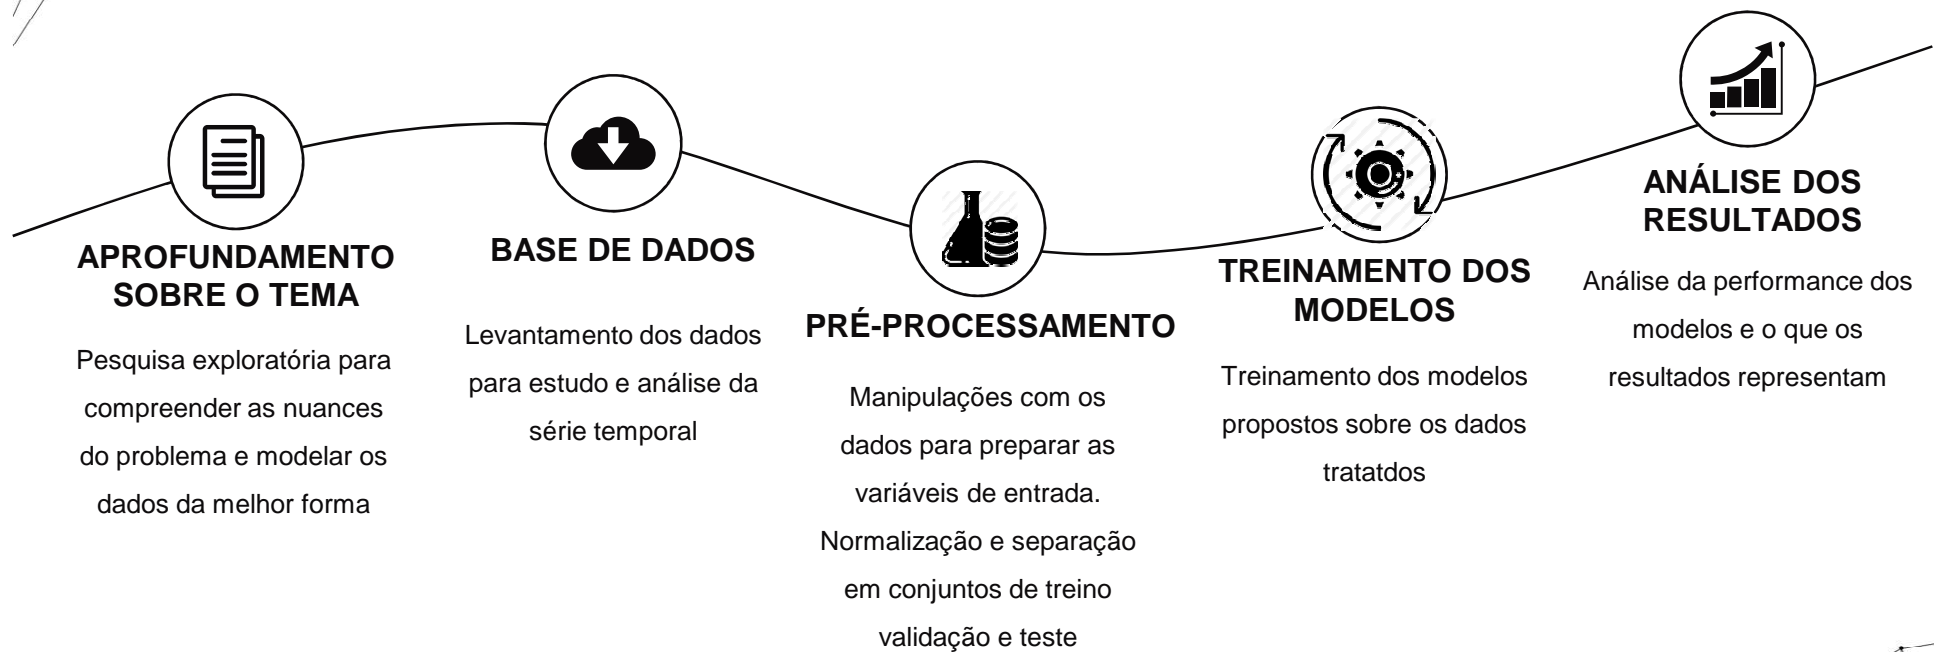 APROFUNDAMENTO
SOBRE O TEMA
Pesquisa exploratória para
compreender as nuances
do problema e modelar os
dados da melhor forma
BASE DE DADOS
Levantamento dos dados
para estudo e análise da
série temporal
PRÉ-PROCESSAMENTO
Manipulações com os
dados para preparar as
variáveis de entrada.
Normalização e separação
em conjuntos de treino
validação e teste
TREINAMENTO DOS
MODELOS
Treinamento dos modelos
propostos sobre os dados
tratatdos
ANÁLISE DOS
RESULTADOS
Análise da performance dos
modelos e o que os
resultados representam